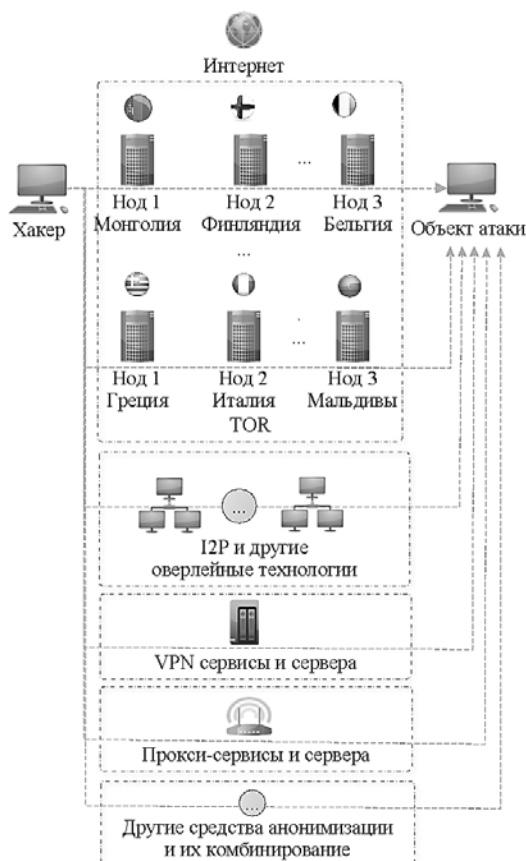 Интернет
...
Нод 1 Нод 2 Нод 3
Хакер Монголия Финляндия Бельгия Объект атаки
...
...
Нод 1 Нод 2 Нод 3
Греция Италия Мальдивы
TOR
...
I2P и другие
оверлейные технологии
VPN сервисы и сервера
Прокси-сервисы и сервера
...
Другие средства анонимизации
и их комбинирование